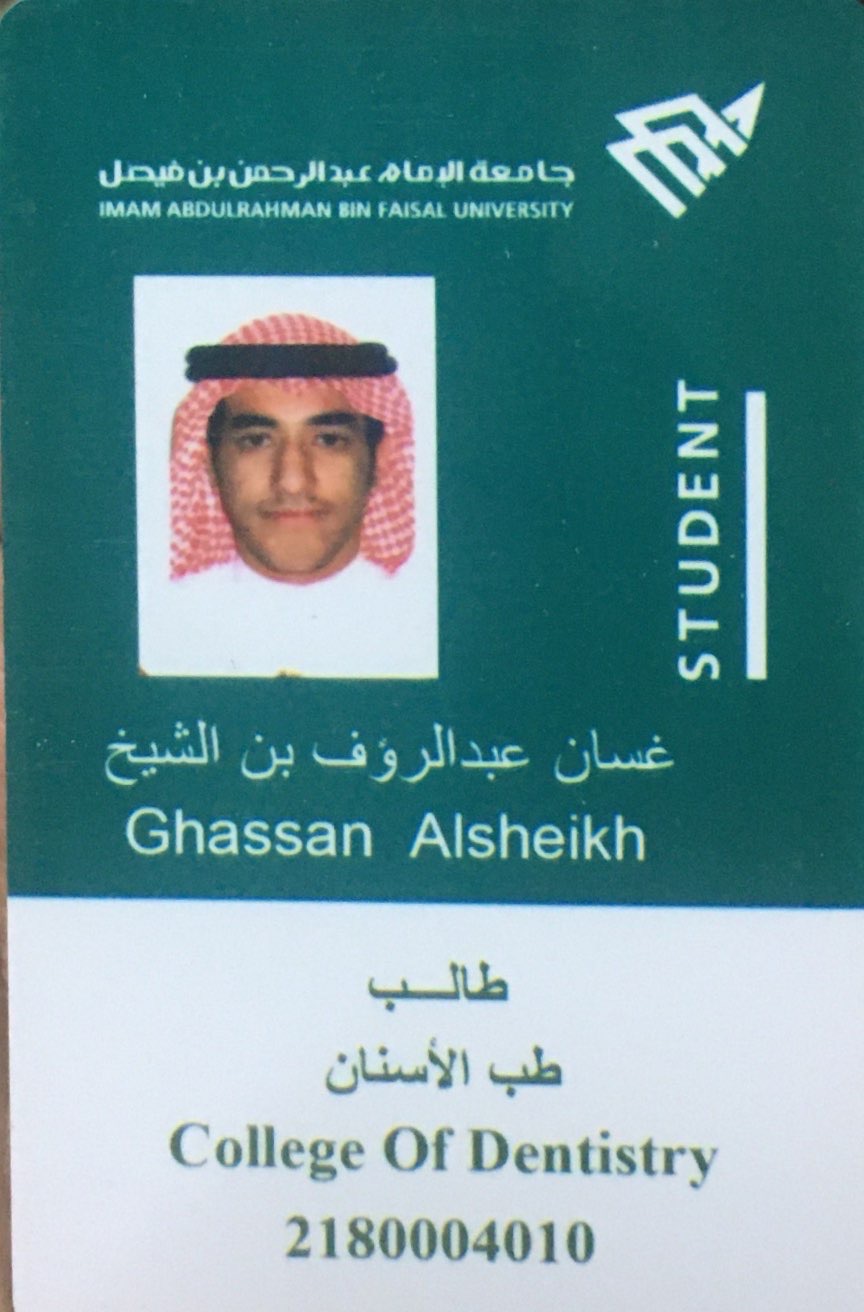 جامعة الإمام عبدالرحمن بن فيصل
IMAM ABDULRAHMAN BIN FAISAL UNIVERSITY
STUDENT
غسان عبدالرؤف بن الشيخ
Ghassan Alsheikh
طالـــب
طب الأسنان
College Of Dentistry
2180004010